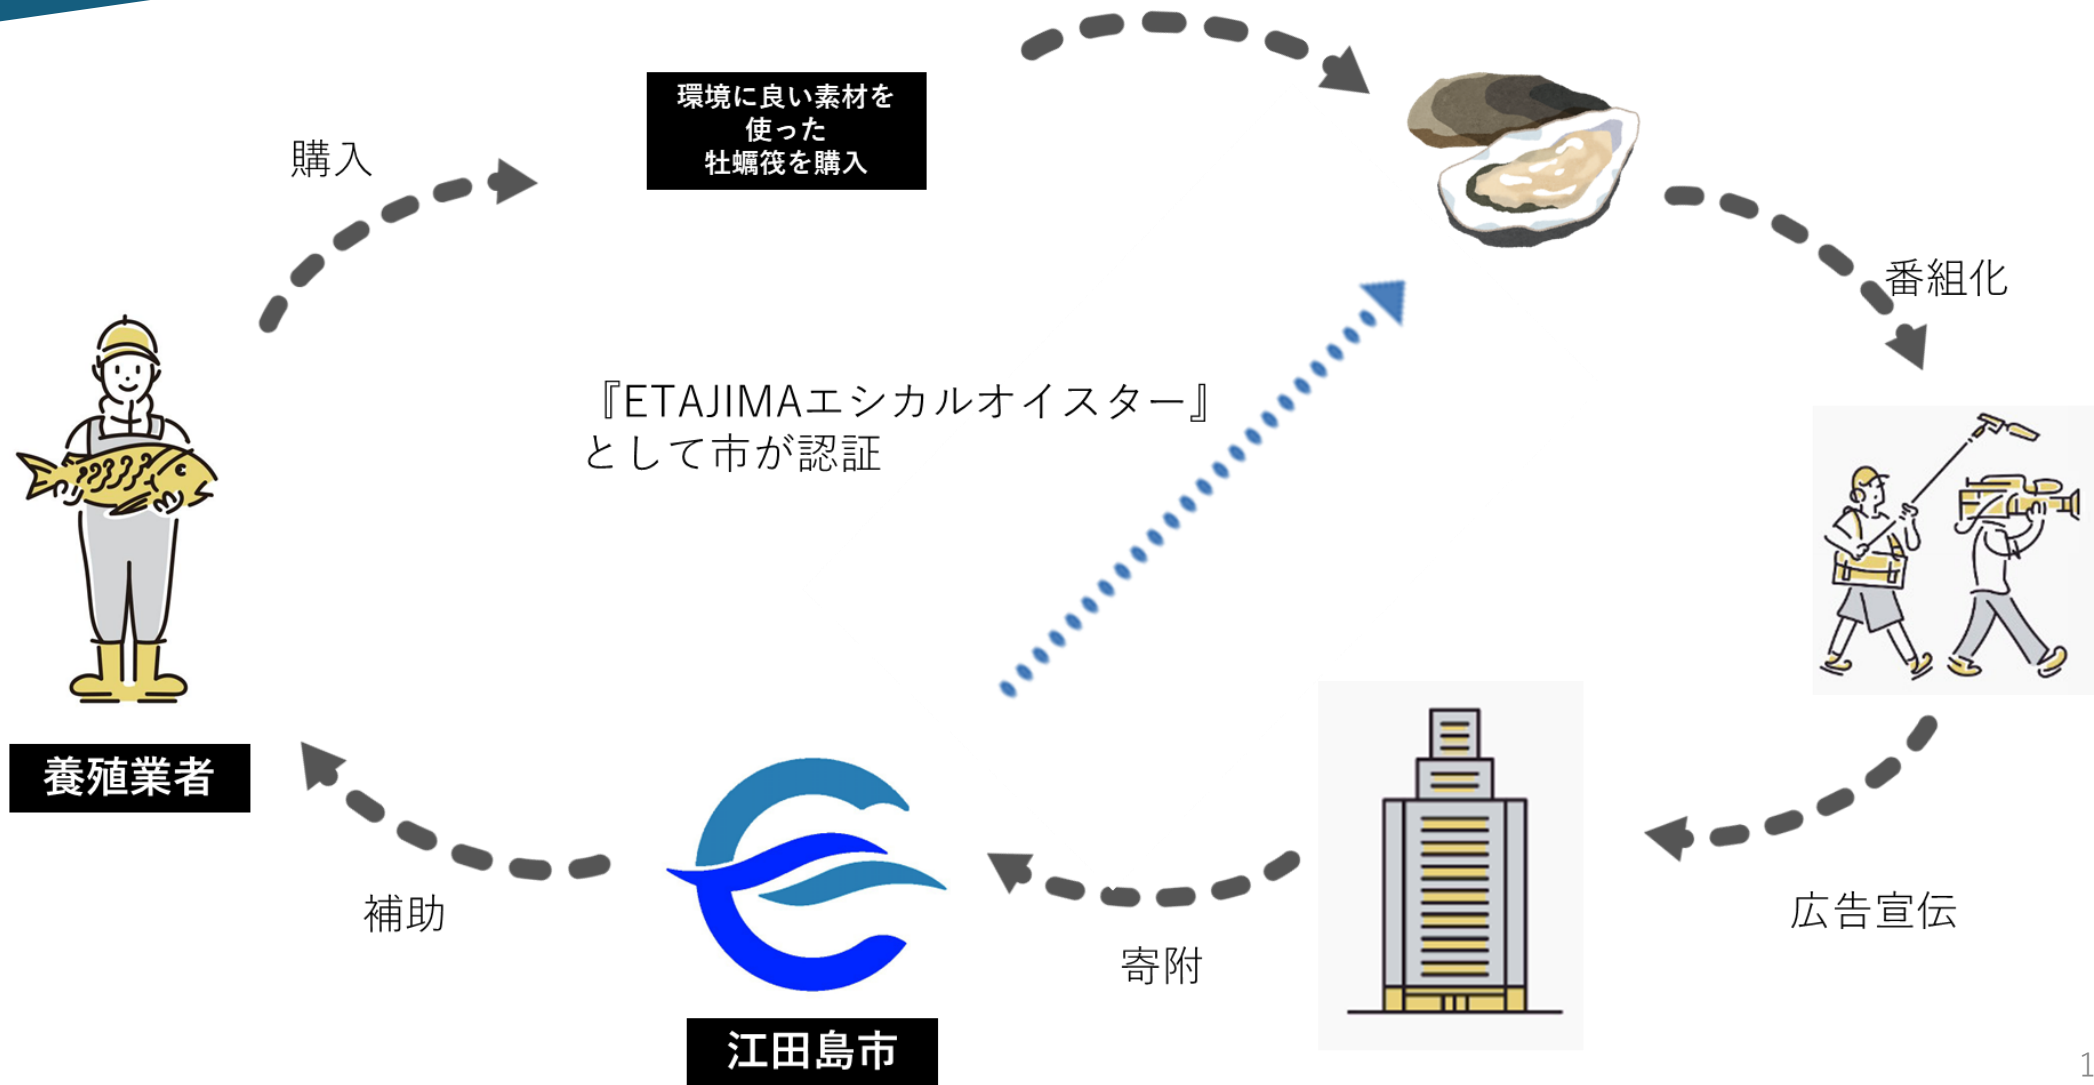 環境に良い素材を
使った
牡蠣筏を購入
購入
番組化
『ETAJIMAエシカルオイスター』
として市が認証
養殖業者
補助
寄附
広告宣伝
江田島市
1